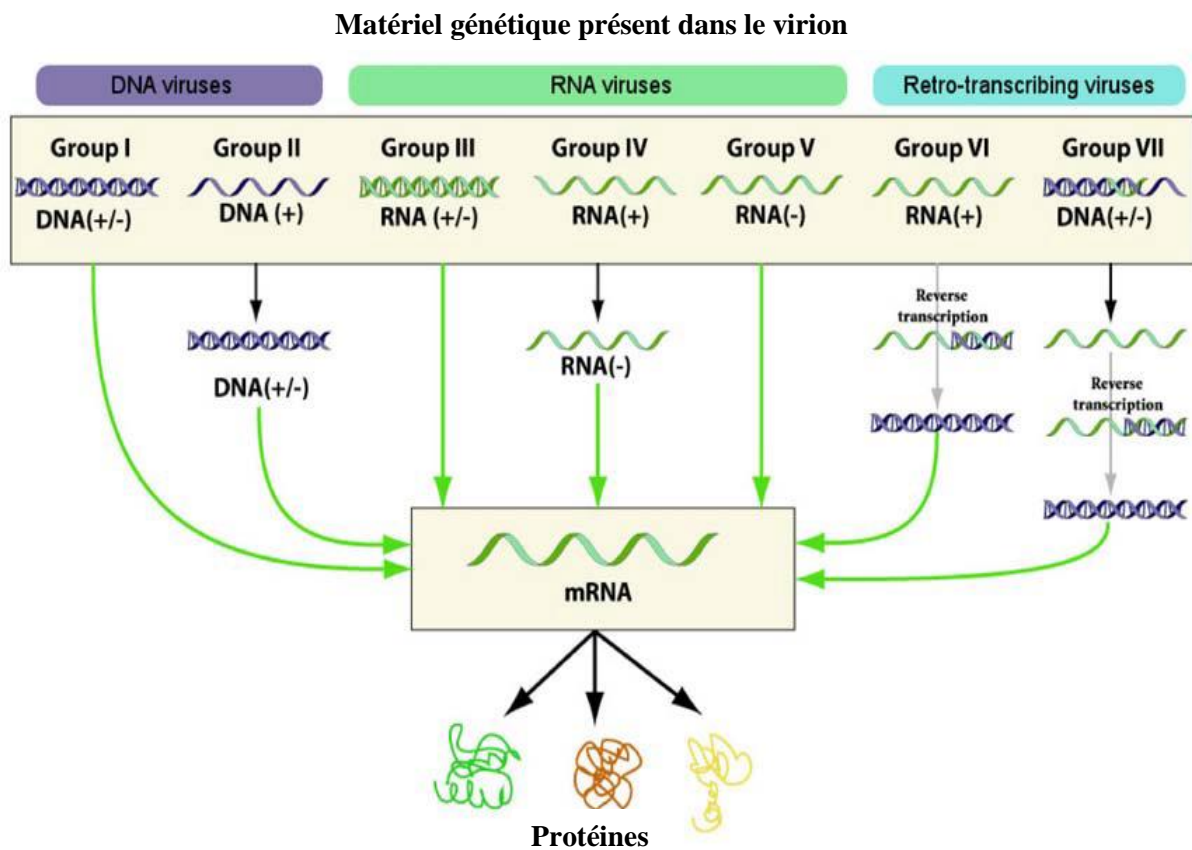 Matériel génétique présent dans le virion
DNA viruses
RNA viruses
Retro-transcribing viruses
Group I
Group II
Group III
Group IV
Group V
Group VI
Group VII
DNA(+/-)
DNA (+)
RNA (+/-)
RNA(+)
RNA(-)
RNA(+)
DNA(+/-)
DNA(+/-)
RNA(-)
Reverse
transcription
Reverse
transcription
mRNA
Protéines